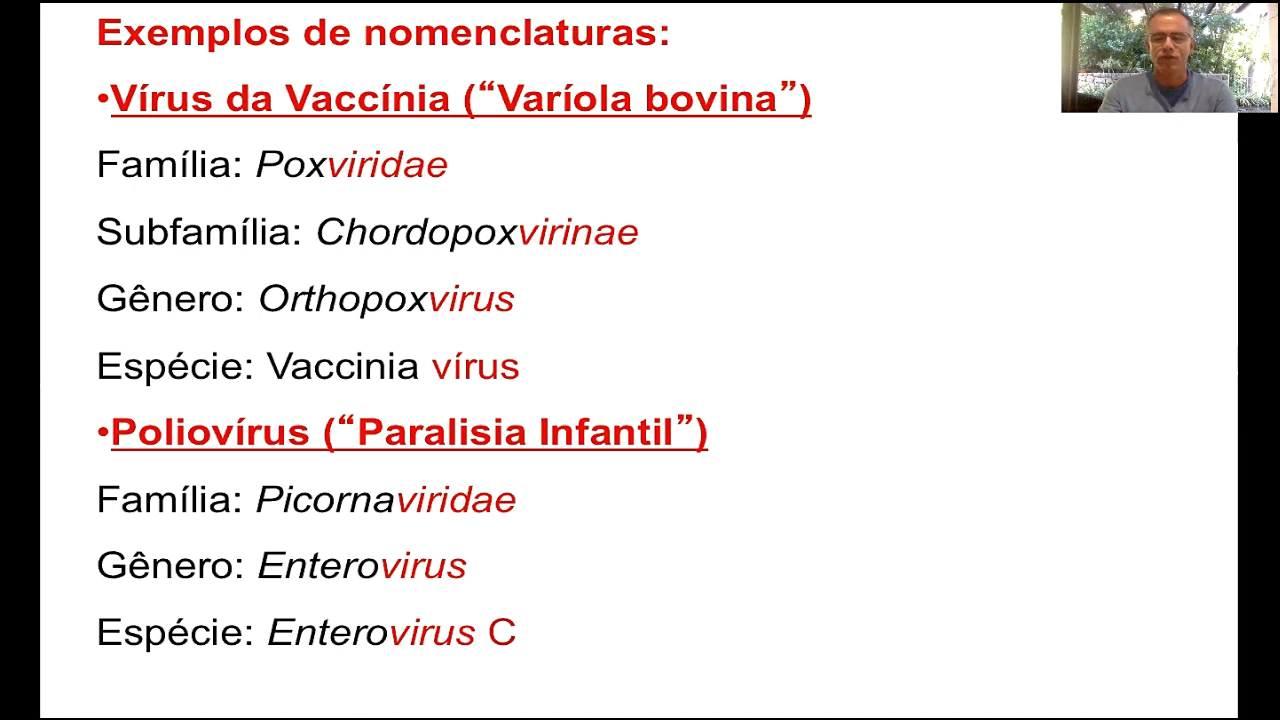 Exemplos de nomenclaturas:
•Vírus da Vaccínia (“Varíola bovina”)
Família: Poxviridae
Subfamília: Chordopoxvirinae
Gênero: Orthopoxvirus
Espécie: Vaccinia vírus
•Poliovírus (“Paralisia Infantil”)
Família: Picornaviridae
Gênero: Enterovirus
Espécie: Enterovirus C